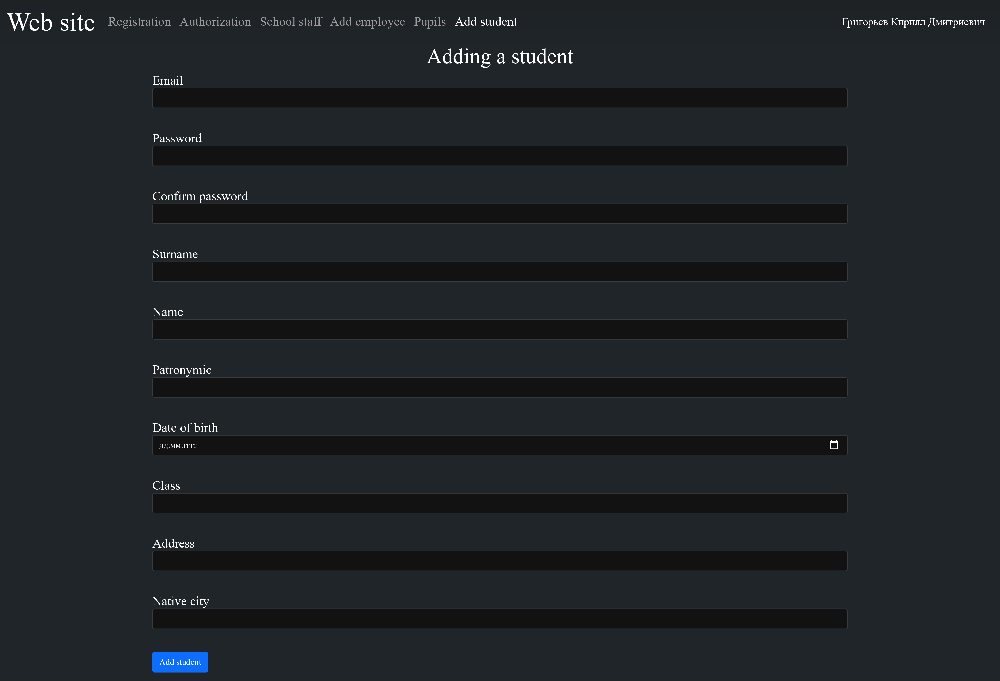 Web site Registration Authorization School staff Add employee Pupils Add student Григорьев Кирилл Дмитриевич
Adding a student
Email
Password
Confirm password
Surname
Name
Patronymic
Date of birth
дд.мм.гггг
Class
Address
Native city
Add student